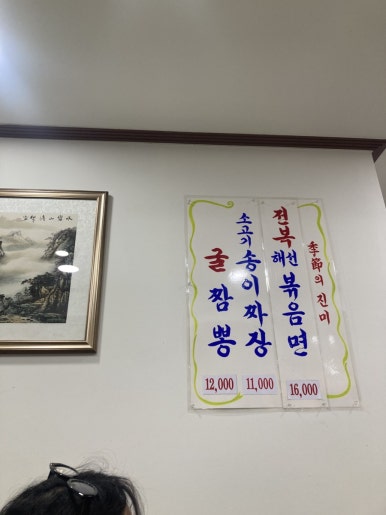 季節의 진미
전복
해선 볶음면
16,000
소고기 송이짜장
11,000
굴짬뽕
12,000